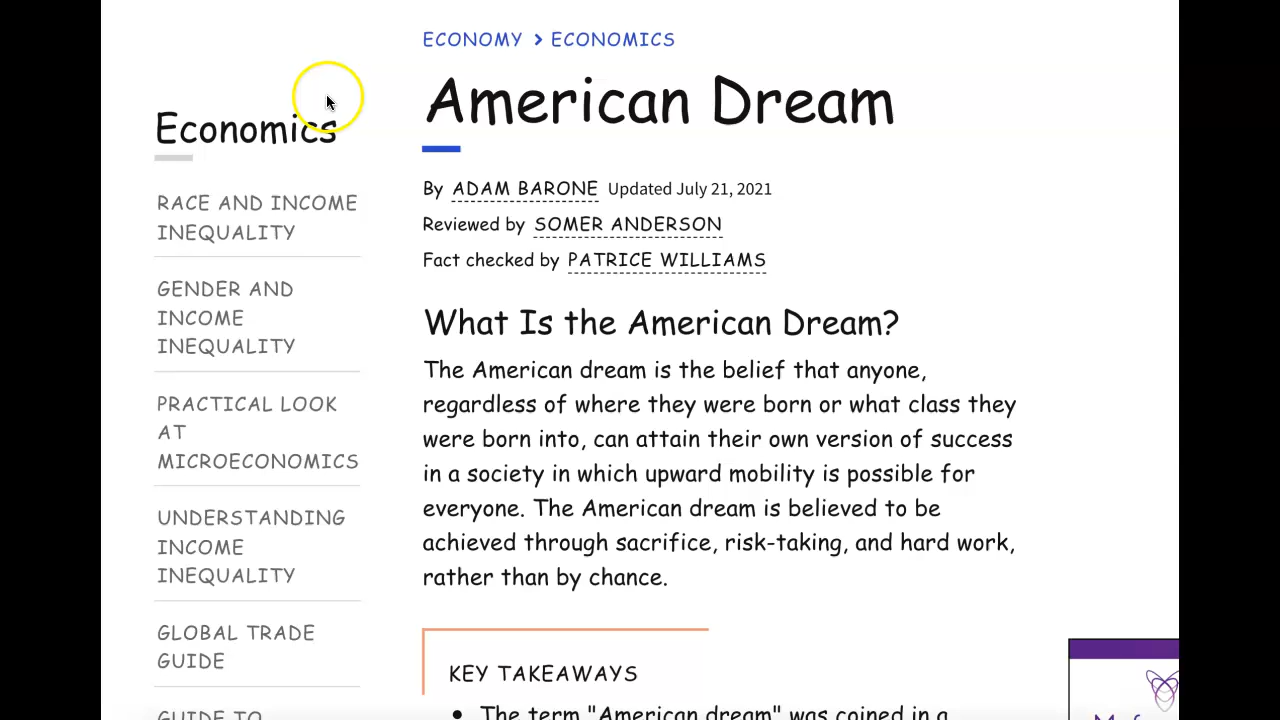 ECONOMY > ECONOMICS
American Dream
By ADAM BARONE Updated July 21, 2021
Reviewed by SOMER ANDERSON
Fact checked by PATRICE WILLIAMS
What Is the American Dream?
The American dream is the belief that anyone,
regardless of where they were born or what class they
were born into, can attain their own version of success
in a society in which upward mobility is possible for
everyone. The American dream is believed to be
achieved through sacrifice, risk-taking, and hard work,
rather than by chance.
KEY TAKEAWAYS
• The term "American dream" was coined in a
Economics
RACE AND INCOME
INEQUALITY
GENDER AND
INCOME
INEQUALITY
PRACTICAL LOOK
AT
MICROECONOMICS
UNDERSTANDING
INCOME
INEQUALITY
GLOBAL TRADE
GUIDE
GUIDE TO